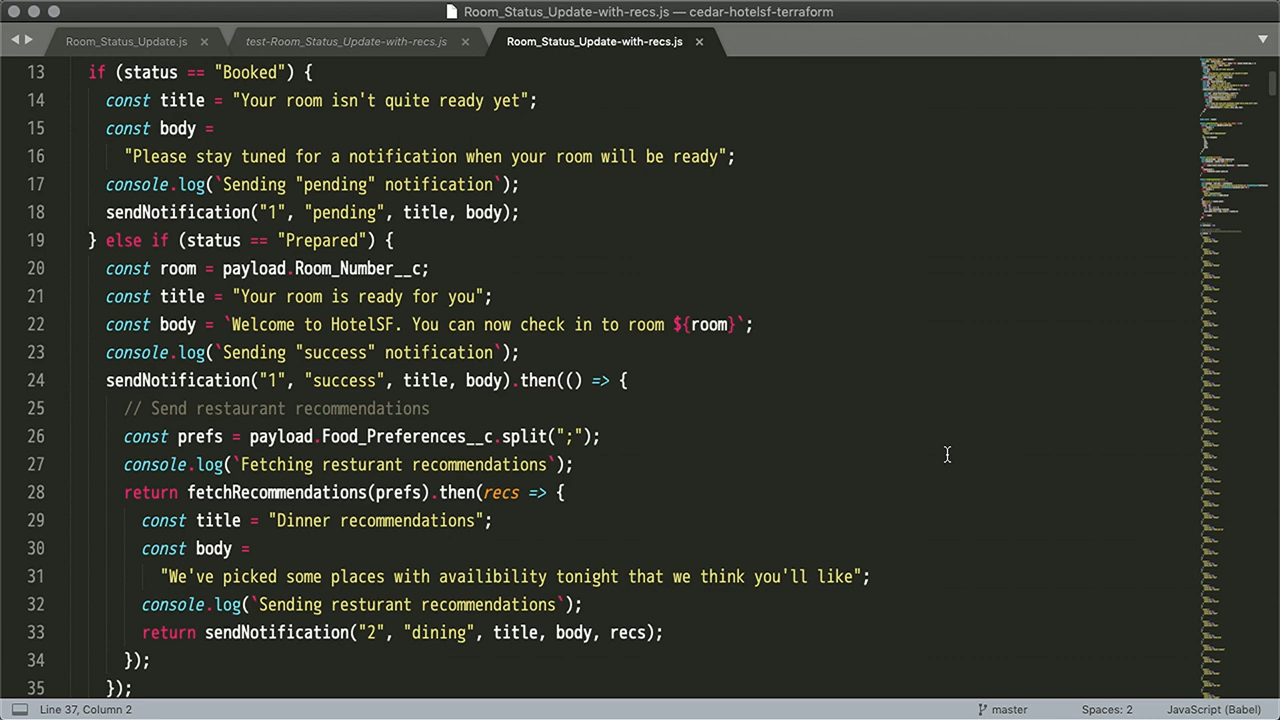 Room_Status_Update-with-recs.js — cedar-hotelsf-terraform
Room_Status_Update.js × test-Room_Status_Update-with-recs.js × Room_Status_Update-with-recs.js ×
13 if (status == "Booked") {
14 const title = "Your room isn't quite ready yet";
15 const body =
16 "Please stay tuned for a notification when your room will be ready";
17 console.log(`Sending "pending" notification`);
18 sendNotification("1", "pending", title, body);
19 } else if (status == "Prepared") {
20 const room = payload.Room_Number__c;
21 const title = "Your room is ready for you";
22 const body = `Welcome to HotelSF. You can now check in to room ${room}`;
23 console.log(`Sending "success" notification`);
24 sendNotification("1", "success", title, body).then(() => {
25 // Send restaurant recommendations
26 const prefs = payload.Food_Preferences__c.split(";");
27 console.log(`Fetching resturant recommendations`);
28 return fetchRecommendations(prefs).then(recs => {
29 const title = "Dinner recommendations";
30 const body =
31 "We've picked some places with availibility tonight that we think you'll like";
32 console.log(`Sending resturant recommendations`);
33 return sendNotification("2", "dining", title, body, recs);
34 });
35 });
Line 37, Column 2 master Spaces: 2 JavaScript (Babel)